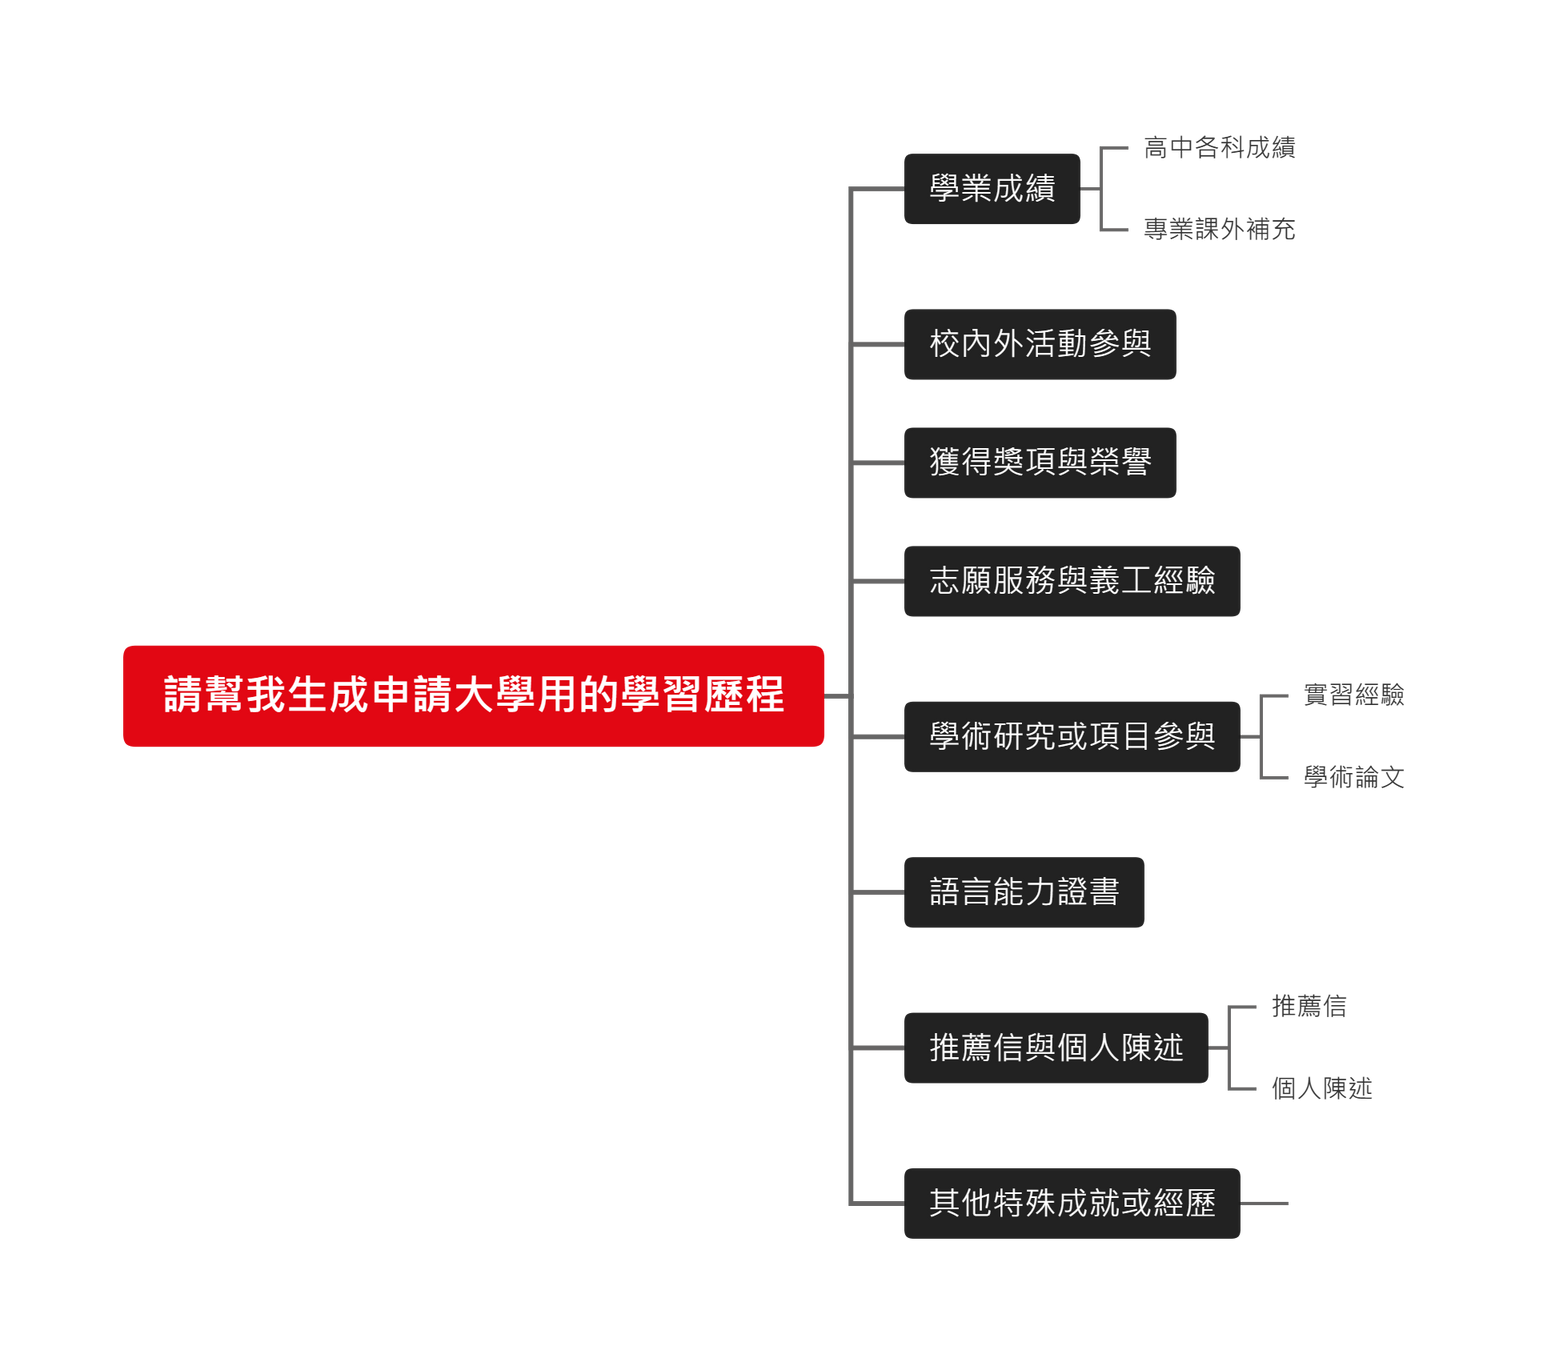 請幫我生成申請大學用的學習歷程
學業成績
高中各科成績
專業課外補充
校內外活動參與
獲得獎項與榮譽
志願服務與義工經驗
學術研究或項目參與
實習經驗
學術論文
語言能力證書
推薦信與個人陳述
推薦信
個人陳述
其他特殊成就或經歷